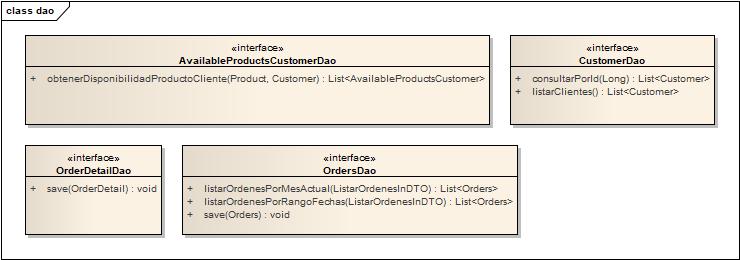 class dao
«interface»
AvailableProductsCustomerDao
+ obtenerDisponibilidadProductoCliente(Product, Customer) : List<AvailableProductsCustomer>
«interface»
CustomerDao
+ consultarPorId(Long) : List<Customer>
+ listarClientes() : List<Customer>
«interface»
OrderDetailDao
+ save(OrderDetail) : void
«interface»
OrdersDao
+ listarOrdenesPorMesActual(ListarOrdenesInDTO) : List<Orders>
+ listarOrdenesPorRangoFechas(ListarOrdenesInDTO) : List<Orders>
+ save(Orders) : void